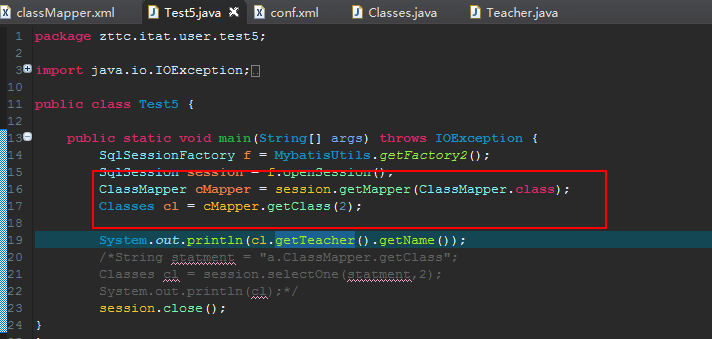 classMapper.xml Test5.java conf.xml Classes.java Teacher.java
1 package zttc.itat.user.test5;
2
3 import java.io.IOException;
10
11 public class Test5 {
12
13 public static void main(String[] args) throws IOException {
14 SqlSessionFactory f = MybatisUtils.getFactory2();
15 SqlSession session = f.openSession();
16 ClassMapper cMapper = session.getMapper(ClassMapper.class);
17 Classes cl = cMapper.getClass(2);
18
19 System.out.println(cl.getTeacher().getName());
20 /*String statment = "a.ClassMapper.getClass";
21 Classes cl = session.selectOne(statment,2);
22 System.out.println(cl);*/
23 session.close();
24 }